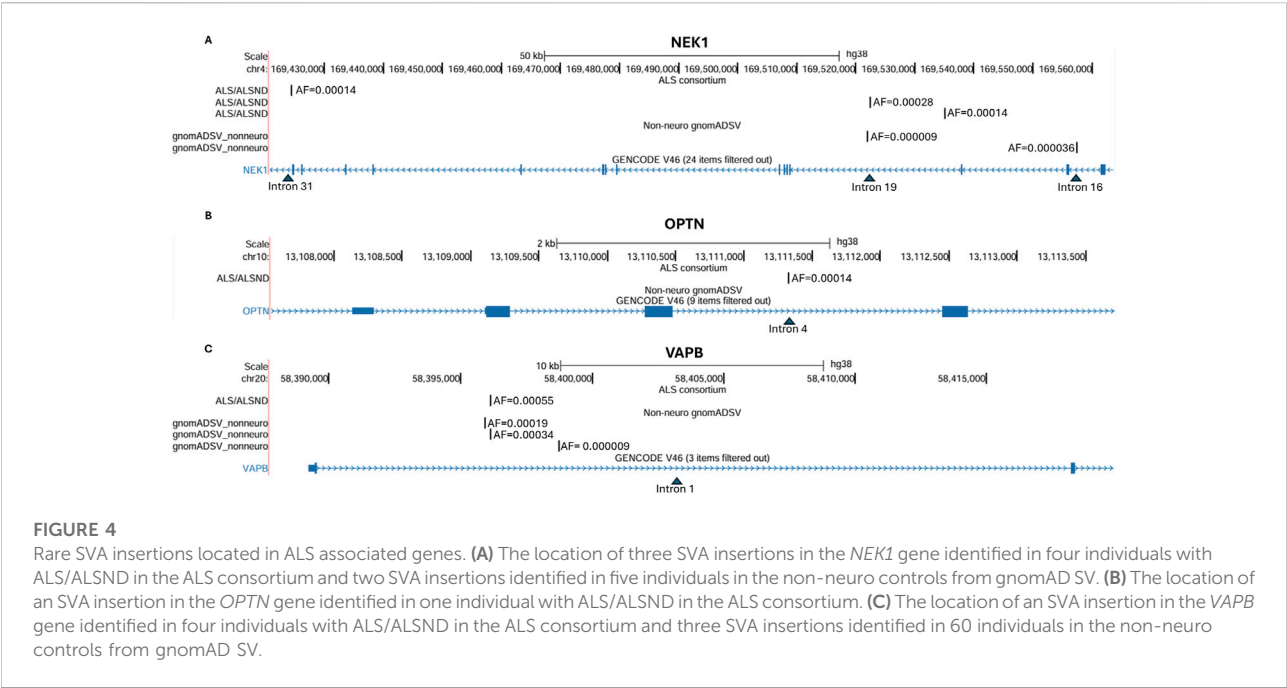 A
NEK1
Scale 50 kb hg38
chr4: 169,430,000 169,440,000 169,450,000 169,460,000 169,470,000 169,480,000 169,490,000 169,500,000 169,510,000 169,520,000 169,530,000 169,540,000 169,550,000 169,560,000
ALS consortium
ALS/ALSND AF=0.00014
ALS/ALSND AF=0.00028
ALS/ALSND AF=0.00014
Non-neuro gnomADSV
gnomADSV_nonneuro AF=0.000009
gnomADSV_nonneuro AF=0.000036
GENCODE V46 (24 items filtered out)
NEK1
Intron 31 Intron 19 Intron 16
B
OPTN
Scale 2 kb hg38
chr10: 13,108,000 13,108,500 13,109,000 13,109,500 13,110,000 13,110,500 13,111,000 13,111,500 13,112,000 13,112,500 13,113,000 13,113,500
ALS consortium
ALS/ALSND AF=0.00014
Non-neuro gnomADSV
GENCODE V46 (9 items filtered out)
OPTN
Intron 4
C
VAPB
Scale 10 kb hg38
chr20: 58,390,000 58,395,000 58,400,000 58,405,000 58,410,000 58,415,000
ALS consortium
ALS/ALSND AF=0.00055
Non-neuro gnomADSV
gnomADSV_nonneuro AF=0.00019
gnomADSV_nonneuro AF=0.00034
gnomADSV_nonneuro AF= 0.000009
GENCODE V46 (3 items filtered out)
VAPB
Intron 1
FIGURE 4
Rare SVA insertions located in ALS associated genes. (A) The location of three SVA insertions in the NEK1 gene identified in four individuals with
ALS/ALSND in the ALS consortium and two SVA insertions identified in five individuals in the non-neuro controls from gnomAD SV. (B) The location of
an SVA insertion in the OPTN gene identified in one individual with ALS/ALSND in the ALS consortium. (C) The location of an SVA insertion in the VAPB
gene identified in four individuals with ALS/ALSND in the ALS consortium and three SVA insertions identified in 60 individuals in the non-neuro
controls from gnomAD SV.